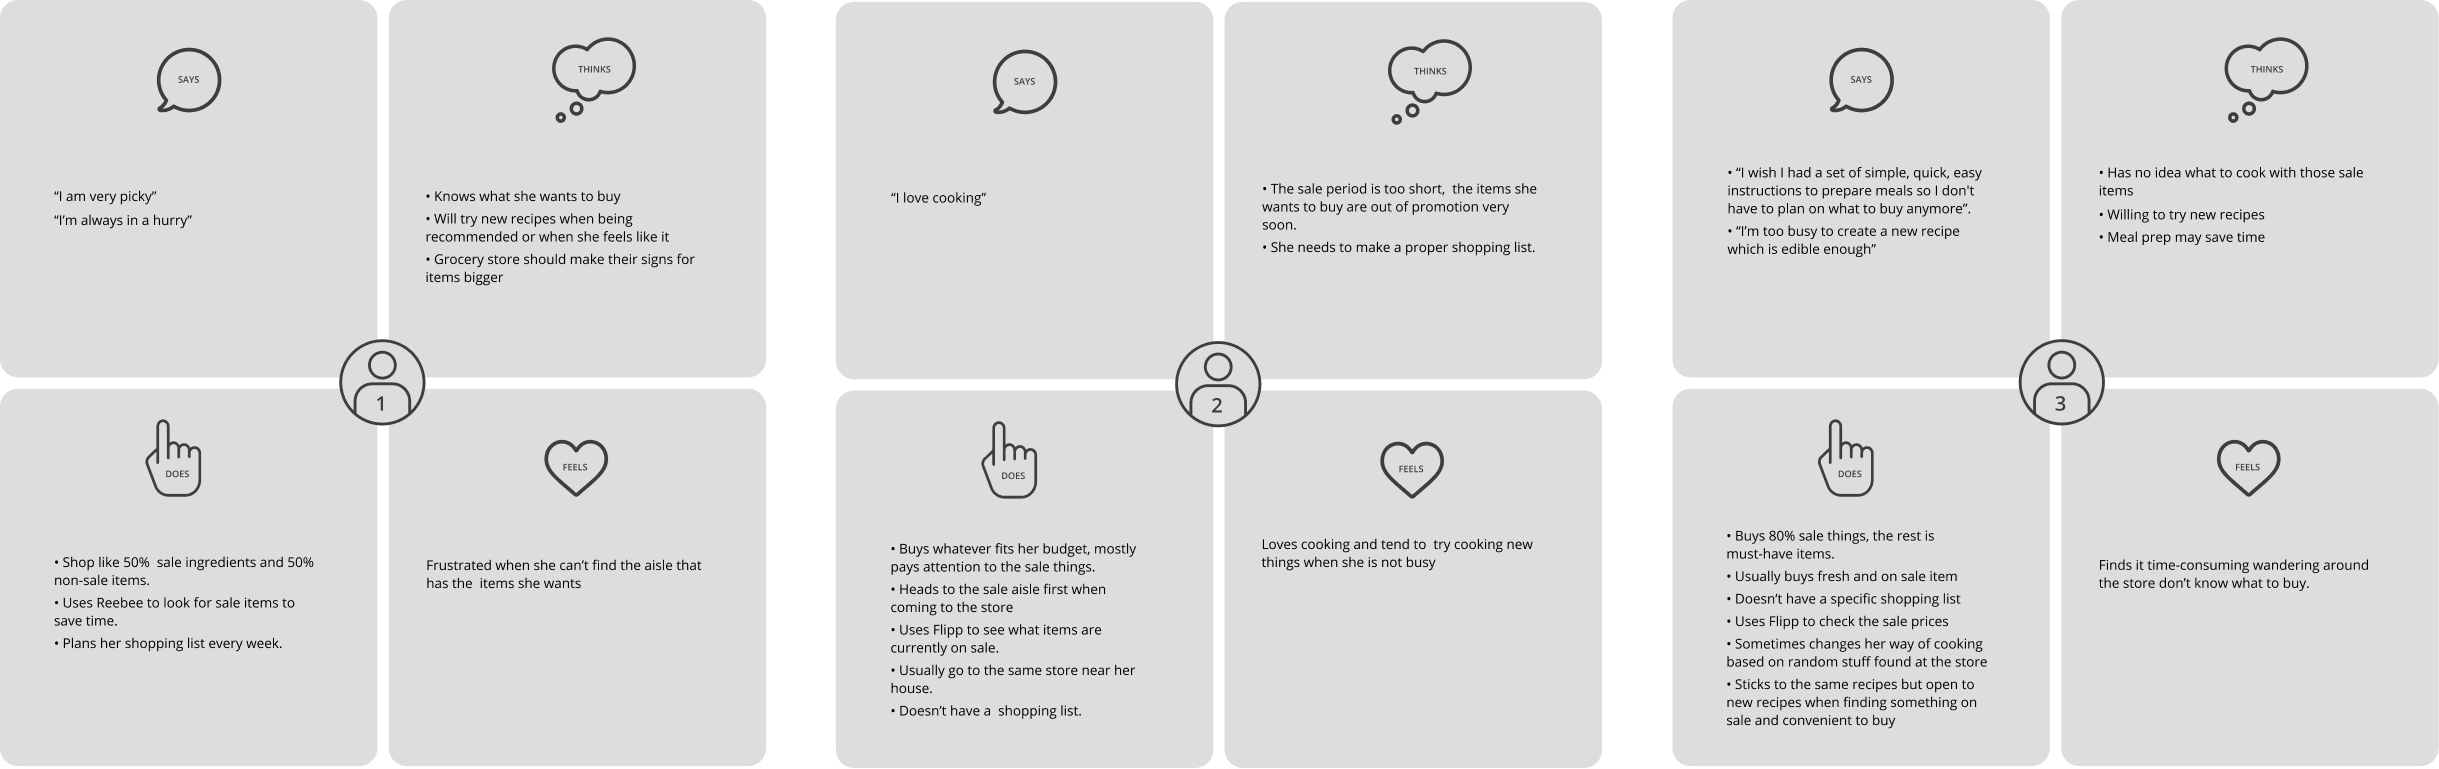 SAYS
“I am very picky”
“I’m always in a hurry”
THINKS
• Knows what she wants to buy
• Will try new recipes when being
recommended or when she feels like it
• Grocery store should make their signs for
items bigger
1
DOES
• Shop like 50%  sale ingredients and 50%
non-sale items.
• Uses Reebee to look for sale items to
save time.
• Plans her shopping list every week.
FEELS
Frustrated when she can’t find the aisle that
has the  items she wants
SAYS
“I love cooking”
THINKS
• The sale period is too short,  the items she
wants to buy are out of promotion very
soon.
• She needs to make a proper shopping list.
2
DOES
• Buys whatever fits her budget, mostly
pays attention to the sale things.
• Heads to the sale aisle first when
coming to the store
• Uses Flipp to see what items are
currently on sale.
• Usually go to the same store near her
house.
• Doesn’t have a  shopping list.
FEELS
Loves cooking and tend to  try cooking new
things when she is not busy
SAYS
• “I wish I had a set of simple, quick, easy
instructions to prepare meals so I don't
have to plan on what to buy anymore”.
• “I’m too busy to create a new recipe
which is edible enough”
THINKS
• Has no idea what to cook with those sale
items
• Willing to try new recipes
• Meal prep may save time
3
DOES
• Buys 80% sale things, the rest is
must-have items.
• Usually buys fresh and on sale item
• Doesn’t have a specific shopping list
• Uses Flipp to check the sale prices
• Sometimes changes her way of cooking
based on random stuff found at the store
• Sticks to the same recipes but open to
new recipes when finding something on
sale and convenient to buy
FEELS
Finds it time-consuming wandering around
the store don’t know what to buy.